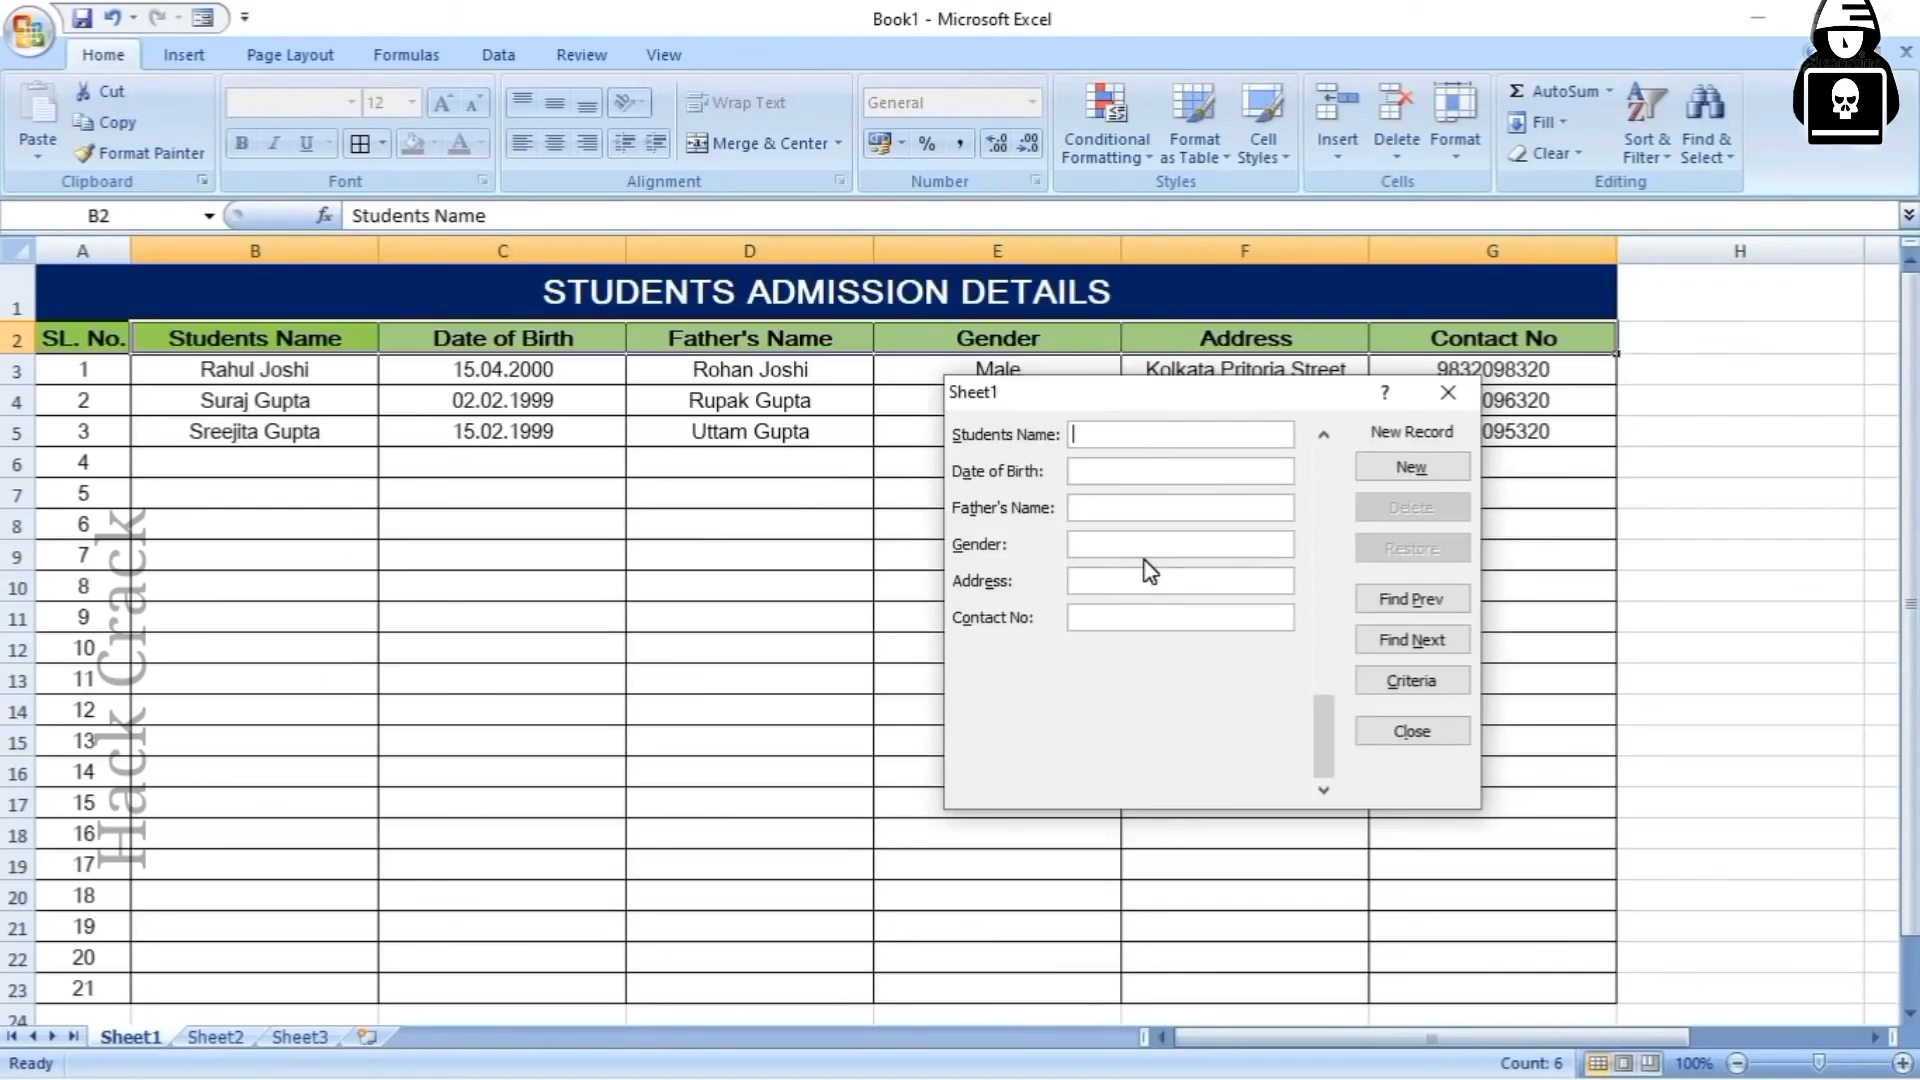 Book1 - Microsoft Excel
Home Insert Page Layout Formulas Data Review View
Paste
Cut
Copy
Format Painter
Clipboard
12
B I U
Font
Wrap Text
Merge & Center
Alignment
General
%
Number
Conditional Formatting
Format as Table
Cell Styles
Styles
Insert
Delete
Format
Cells
Σ AutoSum
Fill
Clear
Sort & Filter
Find & Select
Editing
B2 fx Students Name
A B C D E F G H
1 STUDENTS ADMISSION DETAILS
2 SL. No. Students Name Date of Birth Father's Name Gender Address Contact No
3 1 Rahul Joshi 15.04.2000 Rohan Joshi Male Kolkata Pritoria Street 9832098320
4 2 Suraj Gupta 02.02.1999 Rupak Gupta 096320
5 3 Sreejita Gupta 15.02.1999 Uttam Gupta 095320
6 4
7 5
8 6
9 7
10 8
11 9
12 10
13 11
14 12
15 13
16 14
17 15
18 16
19 17
20 18
21 19
22 20
23 21
24
Hack Crack
Sheet1 ?
Students Name:
Date of Birth:
Father's Name:
Gender:
Address:
Contact No:
New Record
New
Delete
Restore
Find Prev
Find Next
Criteria
Close
Sheet1 Sheet2 Sheet3
Ready Count: 6 100%